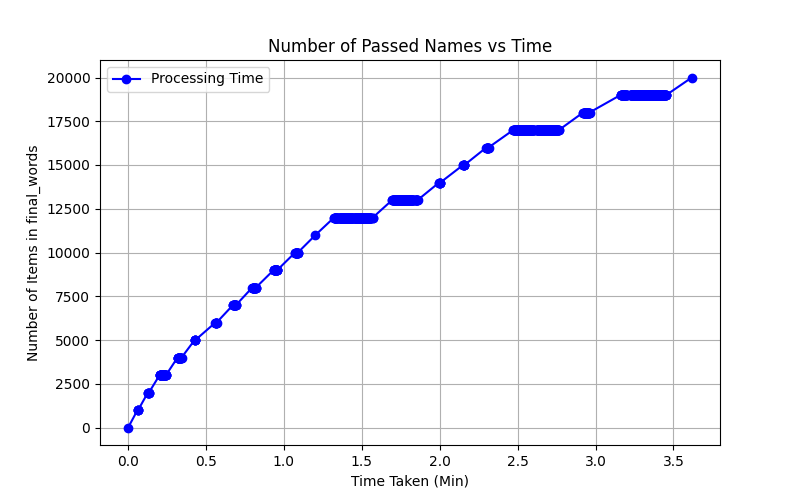 Number of Passed Names vs Time
Processing Time
20000
17500
15000
12500
10000
7500
5000
2500
0
Number of Items in final_words
0.0 0.5 1.0 1.5 2.0 2.5 3.0 3.5
Time Taken (Min)